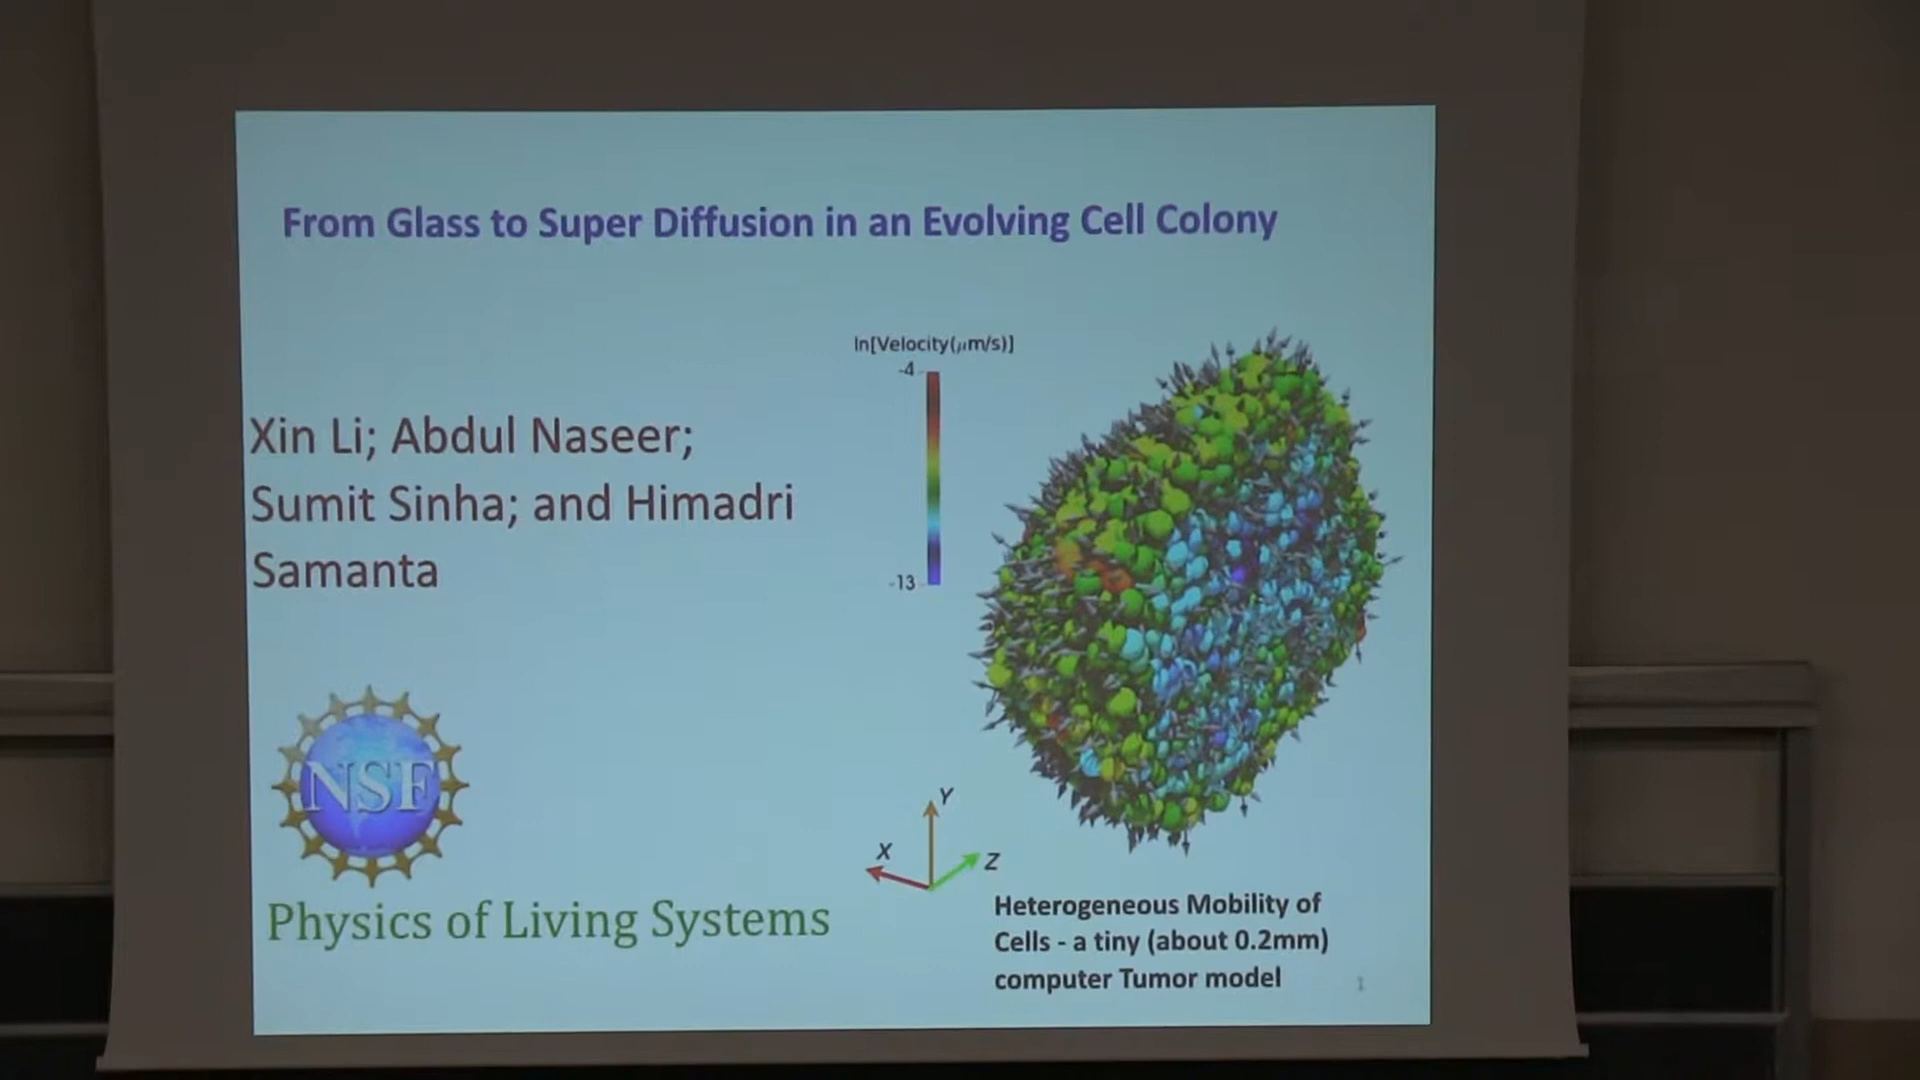 From Glass to Super Diffusion in an Evolving Cell Colony
ln[Velocity(μm/s)]
-4
-13
Xin Li; Abdul Naseer;
Sumit Sinha; and Himadri
Samanta
NSF
Physics of Living Systems
Y
X
Z
Heterogeneous Mobility of
Cells - a tiny (about 0.2mm)
computer Tumor model
1